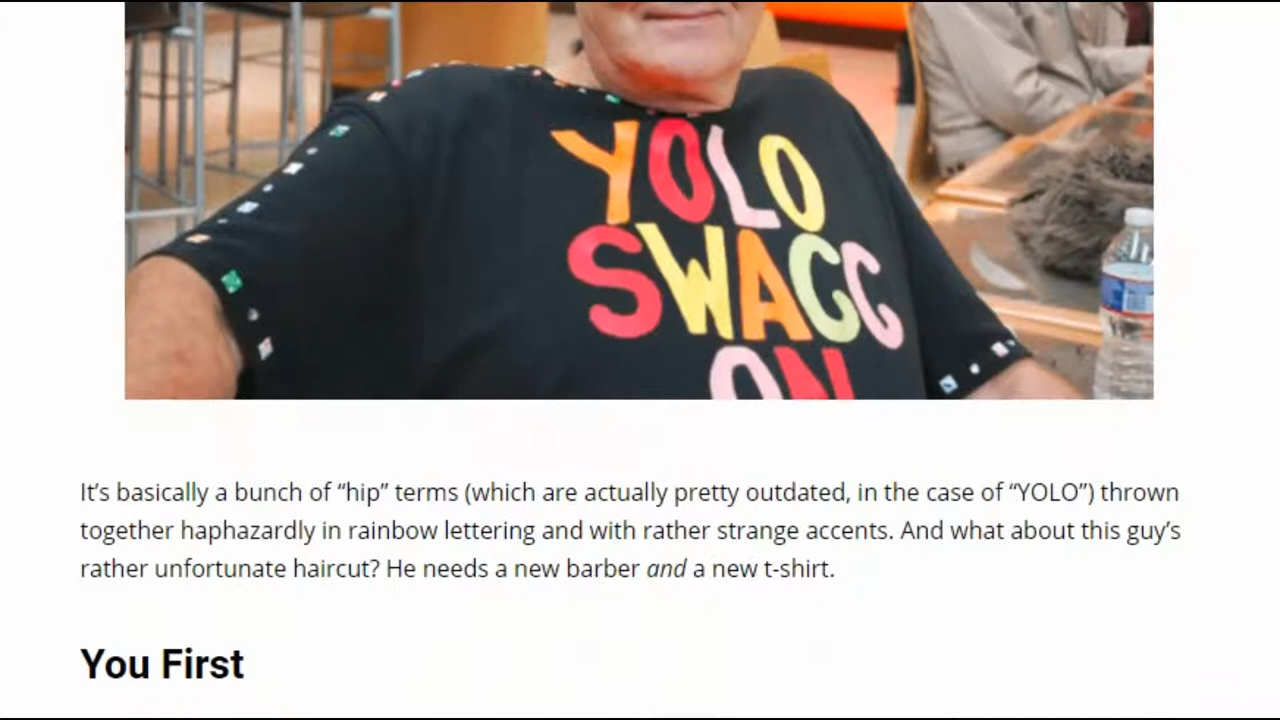 YOLO
SWAGG
ON
It’s basically a bunch of “hip” terms (which are actually pretty outdated, in the case of “YOLO”) thrown
together haphazardly in rainbow lettering and with rather strange accents. And what about this guy’s
rather unfortunate haircut? He needs a new barber and a new t-shirt.
You First